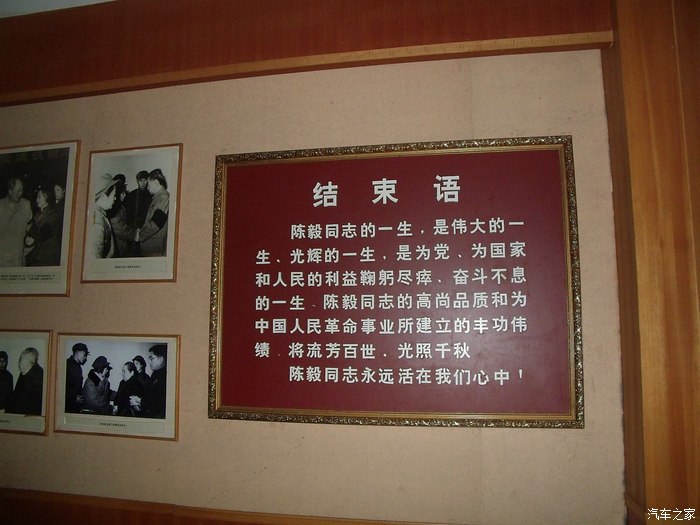 结束语
陈毅同志的一生，是伟大的一
生、光辉的一生，是为党、为国家
和人民的利益鞠躬尽瘁、奋斗不息
的一生、陈毅同志的高尚品质和为
中国人民革命事业所建立的丰功伟
绩．将流芳百世、光照千秋
陈毅同志永远活在我们心中！
汽车之家